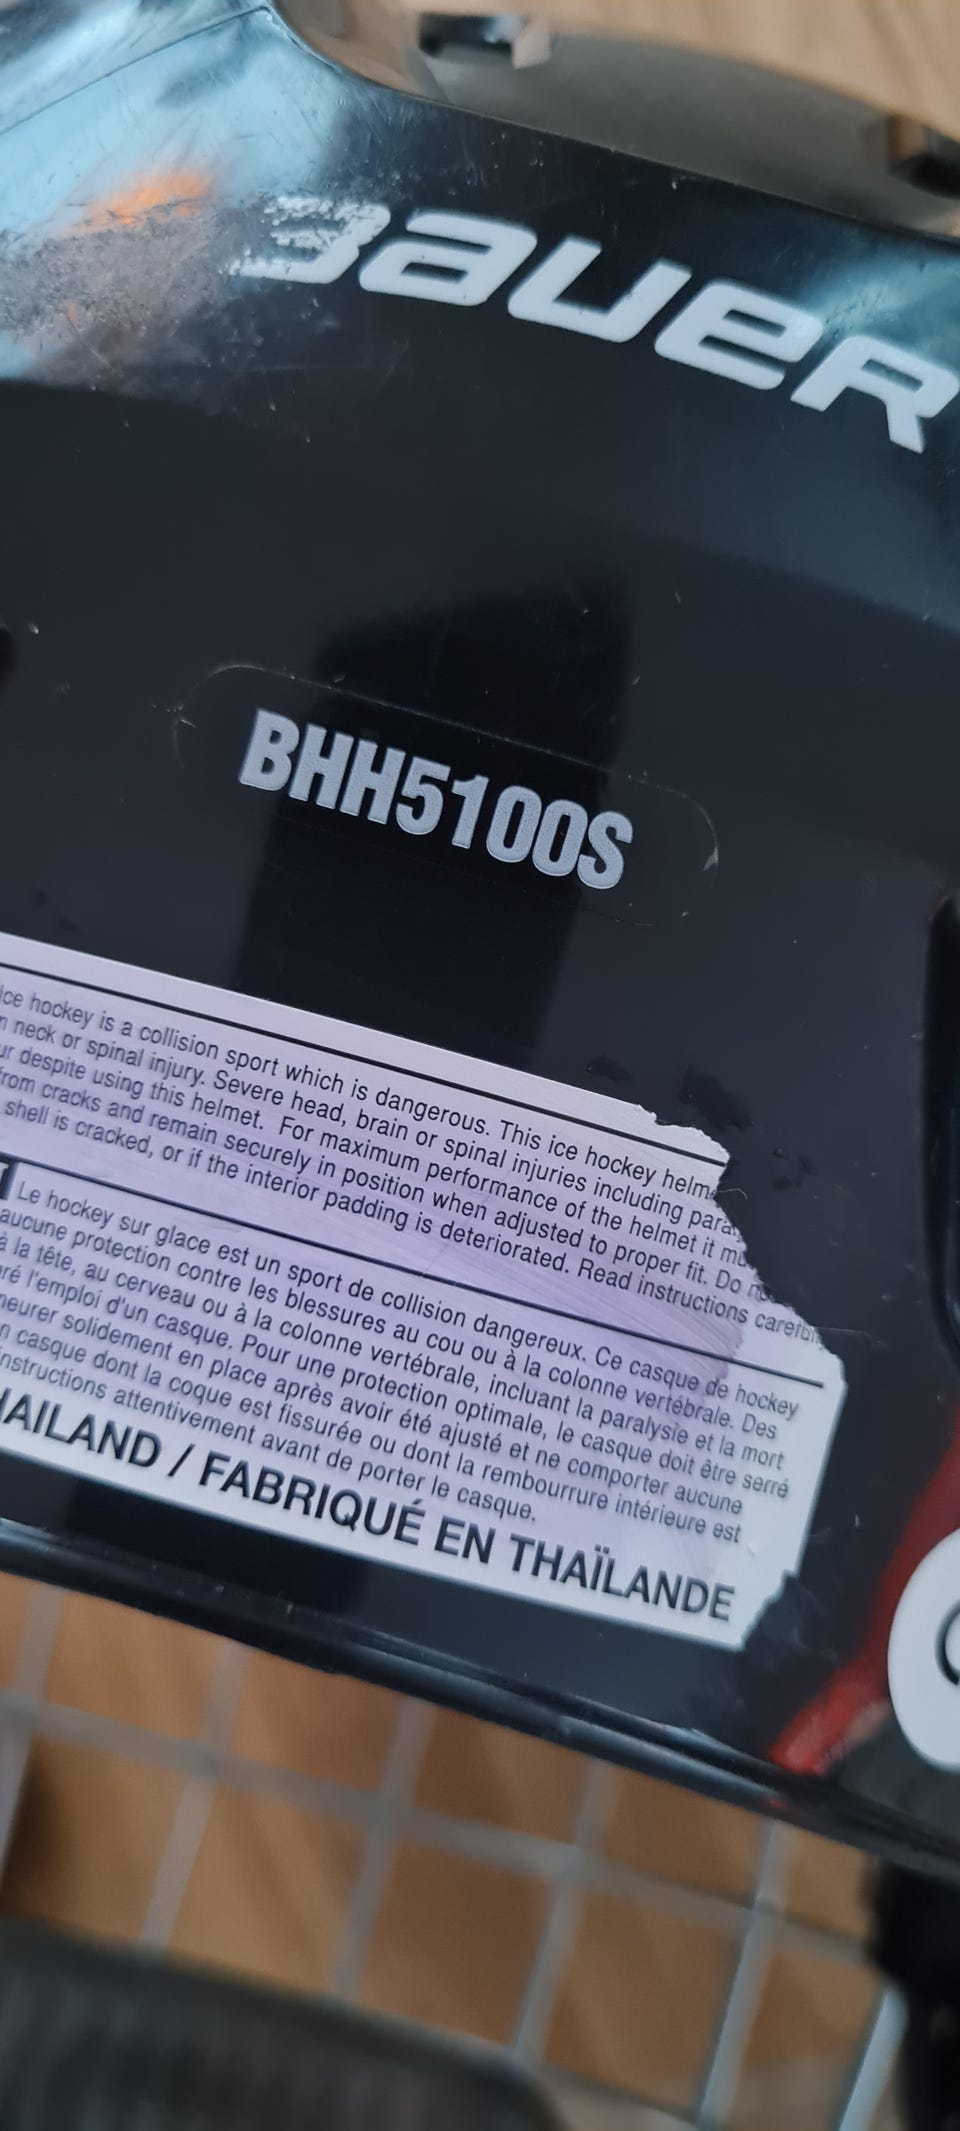 BAUER
BHH5100S
Ice hockey is a collision sport which is dangerous. This ice hockey
neck or spinal injury. Severe head, brain or spinal injuries including
despite using this helmet. For maximum performance of the helmet it
from cracks and remain securely in position when adjusted to proper fit. Do
shell is cracked, or if the interior padding is deteriorated. Read instructions
Le hockey sur glace est un sport de collision dangereux. Ce casque de hockey
aucune protection contre les blessures au cou ou à la colonne vertébrale. Des
à la tête, au cerveau ou à la colonne vertébrale, incluant la paralysie et la mort
l'emploi d'un casque. Pour une protection optimale, le casque doit être serré
solidement en place après avoir été ajusté et ne comporter aucune
casque dont la coque est fissurée ou dont la rembourrure intérieure est
instructions attentivement avant de porter le casque.
HAILAND / FABRIQUÉ EN THAÏLANDE